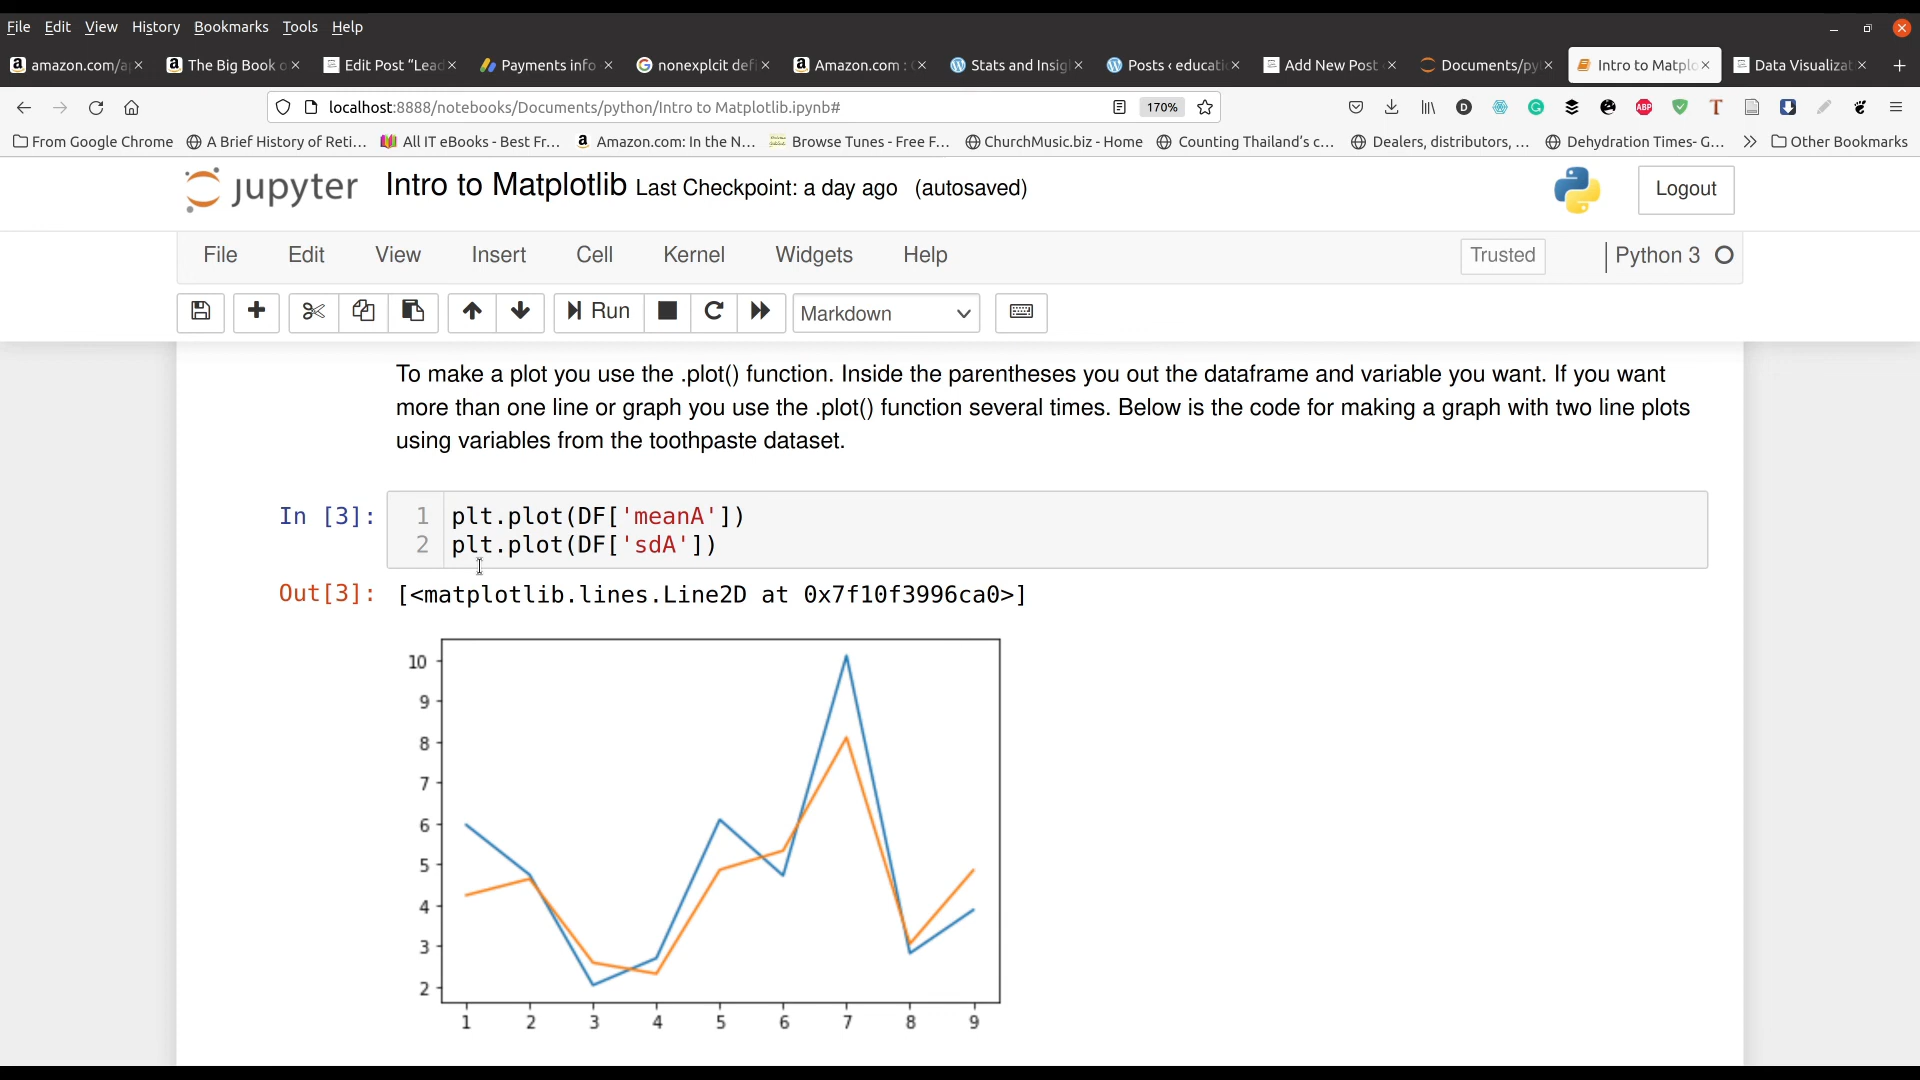 File Edit View History Bookmarks Tools Help
amazon.com/a The Big Book o Edit Post “Lead Payments info nonexplcit defi Amazon.com : Stats and Insig Posts ‹ educati Add New Post Documents/py Intro to Matplo Data Visualizat
localhost:8888/notebooks/Documents/python/Intro to Matplotlib.ipynb# 170% D ABP T
From Google Chrome A Brief History of Reti... All IT eBooks - Best Fr... Amazon.com: In the N... Browse Tunes - Free F... ChurchMusic.biz - Home Counting Thailand’s c... Dealers, distributors, ... Dehydration Times- G... Other Bookmarks
jupyter Intro to Matplotlib Last Checkpoint: a day ago (autosaved) Logout
File Edit View Insert Cell Kernel Widgets Help Trusted Python 3
Run Markdown
To make a plot you use the .plot() function. Inside the parentheses you out the dataframe and variable you want. If you want
more than one line or graph you use the .plot() function several times. Below is the code for making a graph with two line plots
using variables from the toothpaste dataset.
In [3]: 1 plt.plot(DF['meanA'])
2 plt.plot(DF['sdA'])
Out[3]: [<matplotlib.lines.Line2D at 0x7f10f3996ca0>]
10
9
8
7
6
5
4
3
2
1 2 3 4 5 6 7 8 9